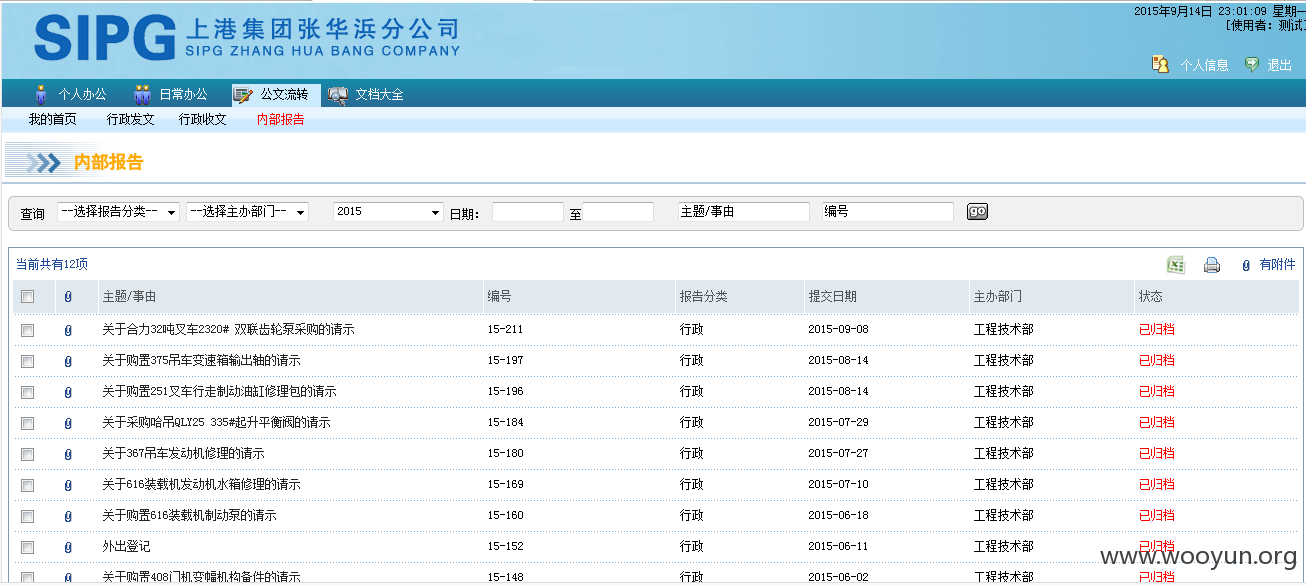 2015年9月14日 23:01:09 星期一
SIPG 上港集团张华浜分公司
SIPG ZHANG HUA BANG COMPANY
[使用者: 测试
个人信息 退出
个人办公 日常办公 公文流转 文档大全
我的首页 行政发文 行政收文 内部报告
内部报告
查询 --选择报告分类-- --选择主办部门-- 2015 日期: 至 主题/事由 编号 go
当前共有12项 有附件
主题/事由 编号 报告分类 提交日期 主办部门 状态
关于合力32吨叉车2320# 双联齿轮泵采购的请示 15-211 行政 2015-09-08 工程技术部 已归档
关于购置375吊车变速箱输出轴的请示 15-197 行政 2015-08-14 工程技术部 已归档
关于购置251叉车行走制动油缸修理包的请示 15-196 行政 2015-08-14 工程技术部 已归档
关于采购哈吊QLY25 335#起升平衡阀的请示 15-184 行政 2015-07-29 工程技术部 已归档
关于367吊车发动机修理的请示 15-180 行政 2015-07-27 工程技术部 已归档
关于616装载机发动机水箱修理的请示 15-169 行政 2015-07-10 工程技术部 已归档
关于购置616装载机制动泵的请示 15-160 行政 2015-06-18 工程技术部 已归档
外出登记 15-152 行政 2015-06-11 工程技术部 已归档
关于购置408门机变幅机构备件的请示 15-148 行政 2015-06-02 工程技术部 已归档
www.wooyun.org